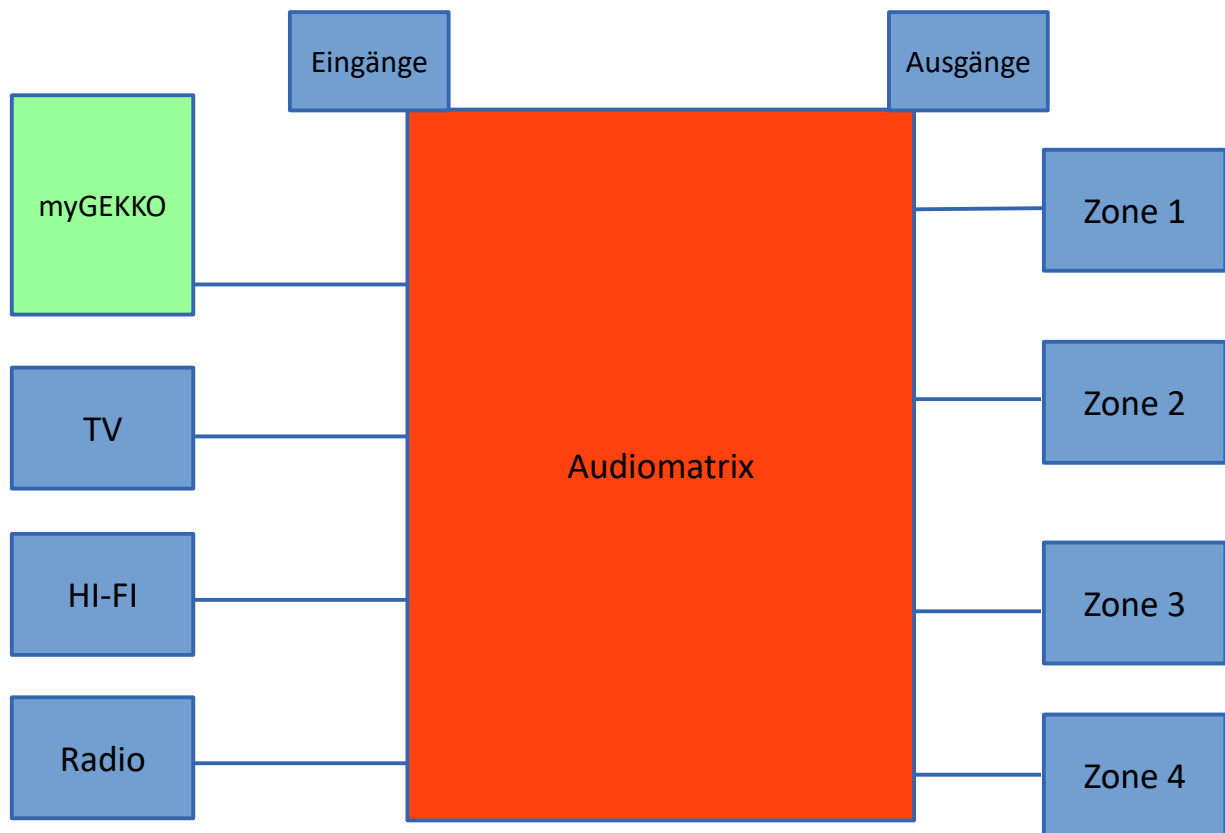 Eingänge
Ausgänge
myGEKKO
Zone 1
TV
Zone 2
Audiomatrix
HI-FI
Zone 3
Radio
Zone 4